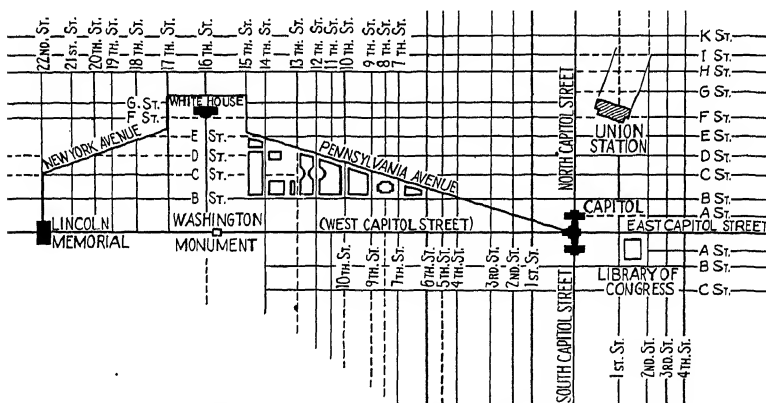 22ND. ST.
21ST. ST.
20TH. ST.
19TH. ST.
18TH. ST.
17TH. ST.
16TH. ST.
15TH. ST.
14TH. ST.
13TH. ST.
12TH. ST.
11TH. ST.
10TH. ST.
9TH. ST.
8TH. ST.
7TH. ST.
K ST.
I ST.
H ST.
G ST.
F ST.
E ST.
D ST.
C ST.
B ST.
A ST.
G. ST.
F ST.
WHITE HOUSE
NEW YORK AVENUE
E ST.
D ST.
C ST.
B ST.
PENNSYLVANIA AVENUE
NORTH CAPITOL STREET
UNION
STATION
CAPITOL
LINCOLN
MEMORIAL
WASHINGTON
MONUMENT
(WEST CAPITOL STREET)
EAST CAPITOL STREET
A ST.
B ST.
C ST.
LIBRARY OF
CONGRESS
10TH. ST.
9TH. ST.
7TH. ST.
6TH. ST.
5TH. ST.
4TH. ST.
3RD. ST.
2ND. ST.
1ST. ST.
SOUTH CAPITOL STREET
1ST. ST.
2ND. ST.
3RD. ST.
4TH. ST.